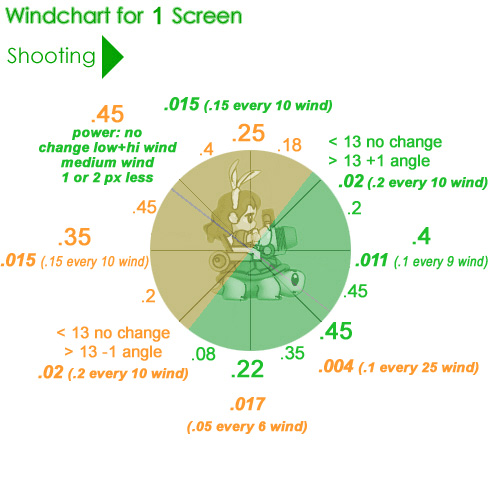 Windchart for 1 Screen
Shooting
.45
.015 (.15 every 10 wind)
power: no
change low+hi wind
medium wind
1 or 2 px less
.25
.4
.18
< 13 no change
> 13 +1 angle
.02 (.2 every 10 wind)
.45
.2
.35
.015 (.15 every 10 wind)
.4
.011 (.1 every 9 wind)
.2
.45
< 13 no change
> 13 -1 angle
.02 (.2 every 10 wind)
.45
.08
.35
.22
.004 (.1 every 25 wind)
.017
(.05 every 6 wind)